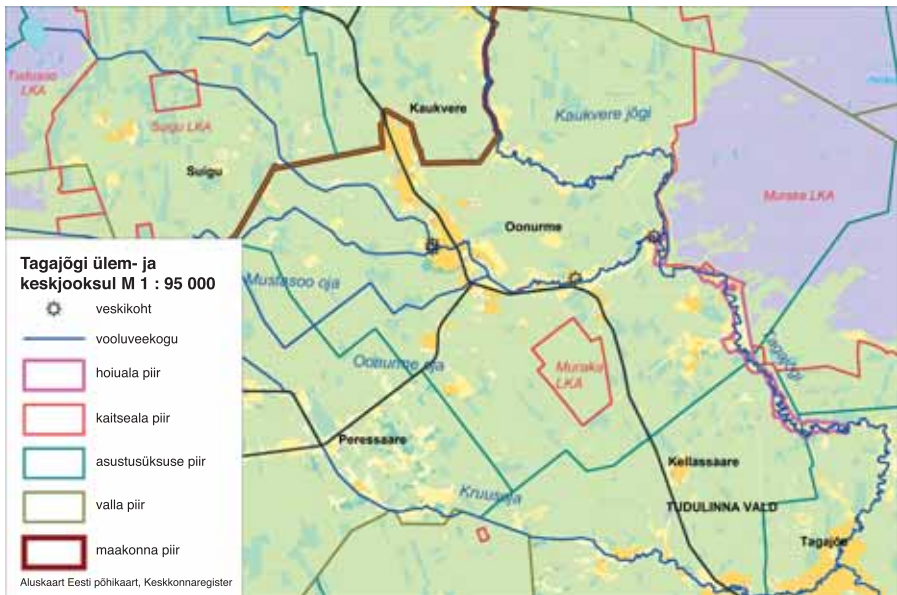 Tudusoo
LKA
Suigu LKA
Suigu
Kaukvere
Kaukvere jõgi
Muraka LKA
Oonurme
Tagajõgi ülem- ja
keskjooksul M 1 : 95 000
veskikoht
vooluveekogu
hoiuala piir
kaitseala piir
asustusüksuse piir
valla piir
maakonna piir
Aluskaart Eesti põhikaart, Keskkonnaregister
Mustasoo oja
Oonurme oja
Muraka
LKA
Tagajõgi
Peressaare
Kellassaare
Kruusoja
TUDULINNA VALD
Tagajõe